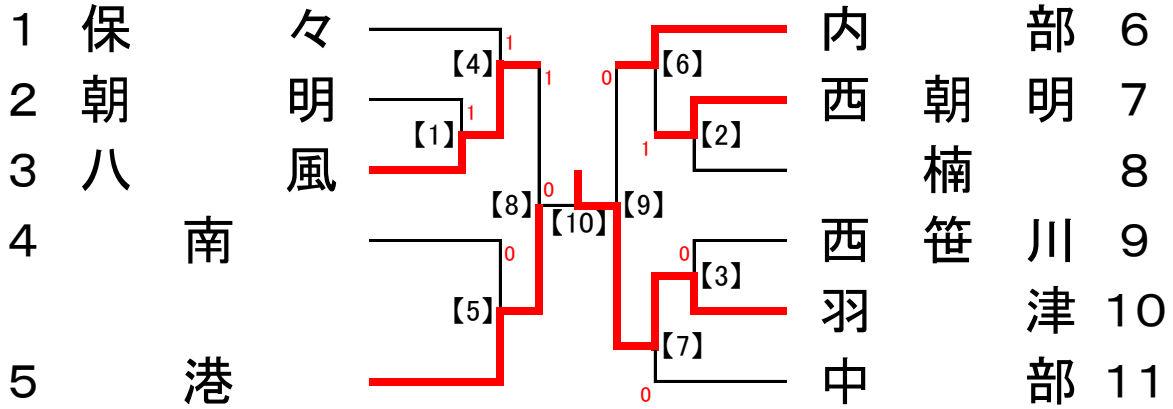 1 保々 1 内部 6
【4】 1 0 【6】
2 朝明 1 西朝明 7
【1】 1 【2】
3 八風 楠 8
【8】 0 【10】 【9】
4 南 0 0 西笹川 9
【3】
【5】 羽津 10
【7】
5 港 0 中部 11